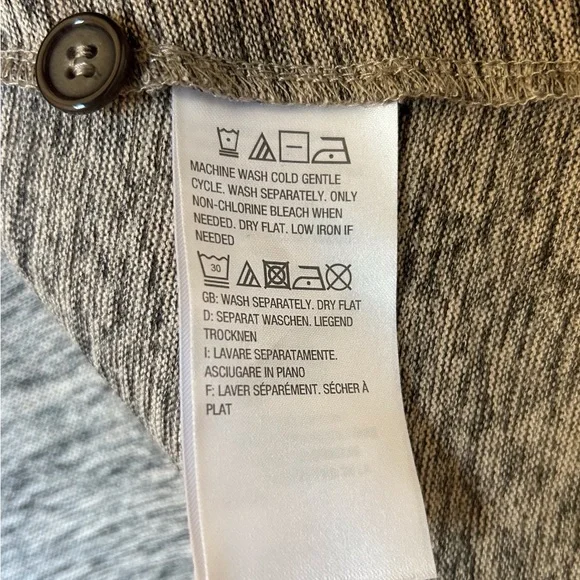 MACHINE WASH COLD GENTLE
CYCLE. WASH SEPARATELY. ONLY
NON-CHLORINE BLEACH WHEN
NEEDED. DRY FLAT. LOW IRON IF
NEEDED
30
GB: WASH SEPARATELY. DRY FLAT
D: SEPARAT WASCHEN. LIEGEND
TROCKNEN
I: LAVARE SEPARATAMENTE.
ASCIUGARE IN PIANO
F: LAVER SÉPARÉMENT. SÉCHER À
PLAT